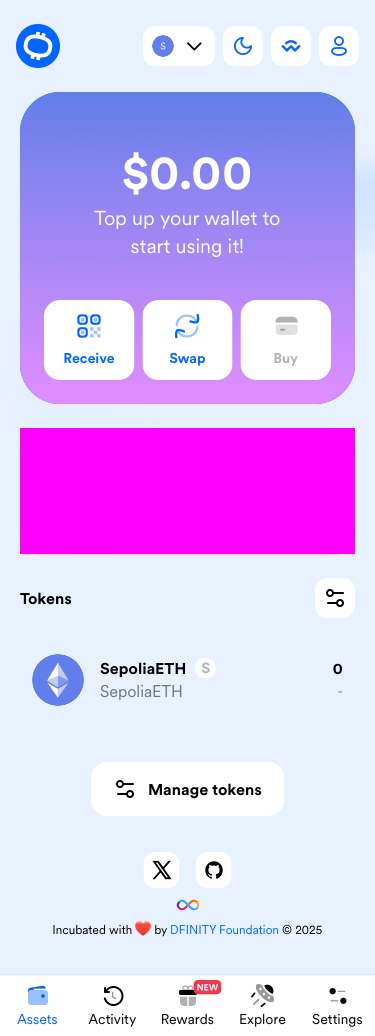 S
$0.00
Top up your wallet to
start using it!
Receive Swap Buy
Tokens
SepoliaETH S 0
SepoliaETH -
Manage tokens
Incubated with ❤️ by DFINITY Foundation © 2025
NEW
Assets Activity Rewards Explore Settings